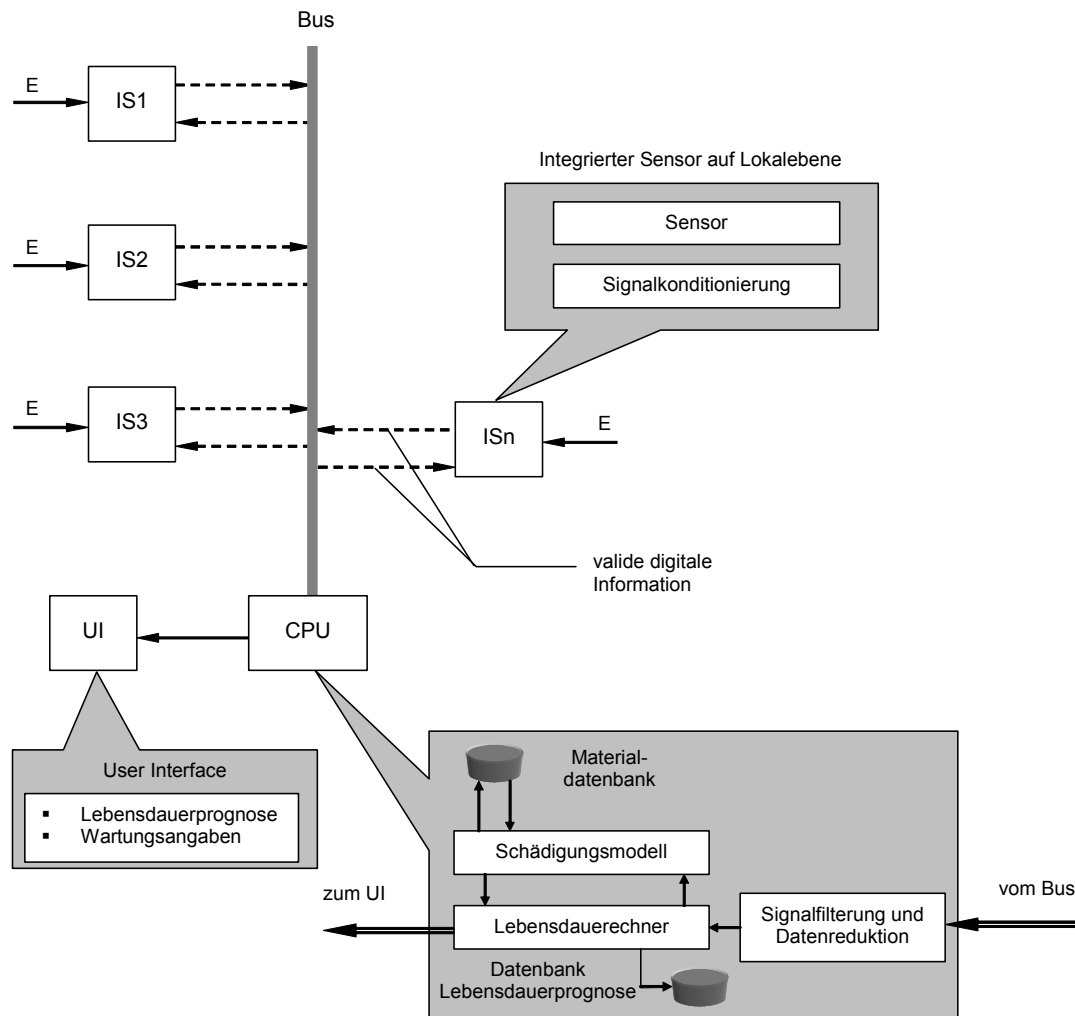 Bus
E
IS1
Integrierter Sensor auf Lokalebene
Sensor
E
IS2
Signalkonditionierung
E
IS3
ISn
E
valide digitale
Information
UI
CPU
User Interface
▪ Lebensdauerprognose
▪ Wartungsangaben
Material-
datenbank
Schädigungsmodell
zum UI
Lebensdauerechner
Signalfilterung und
Datenreduktion
vom Bus
Datenbank
Lebensdauerprognose